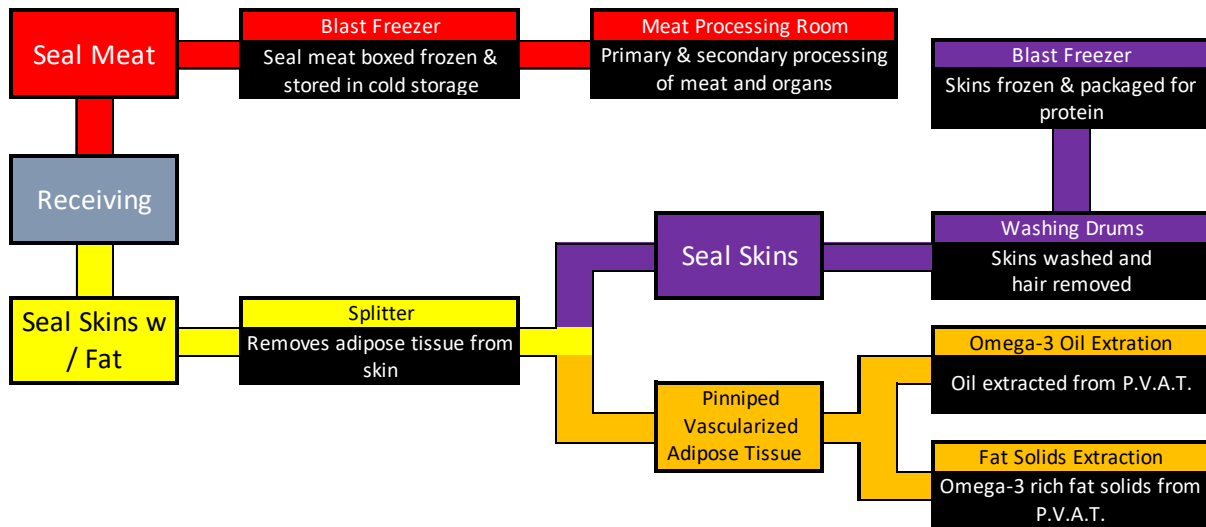 Seal Meat
Blast Freezer
Seal meat boxed frozen &
stored in cold storage
Meat Processing Room
Primary & secondary processing
of meat and organs
Blast Freezer
Skins frozen & packaged for
protein
Receiving
Seal Skins
Washing Drums
Skins washed and
hair removed
Seal Skins w
/ Fat
Splitter
Removes adipose tissue from
skin
Pinniped
Vascularized
Adipose Tissue
Omega-3 Oil Extration
Oil extracted from P.V.A.T.
Fat Solids Extraction
Omega-3 rich fat solids from
P.V.A.T.